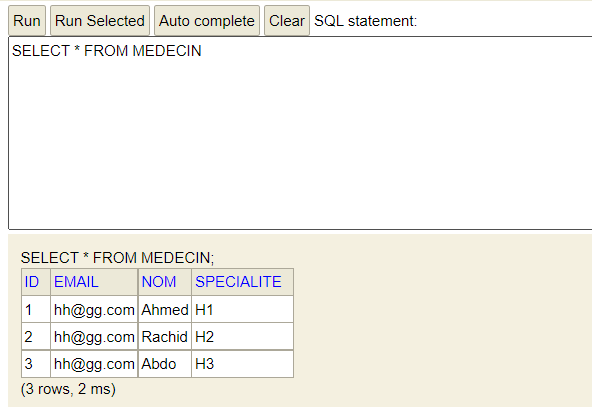 Run Run Selected Auto complete Clear SQL statement:
SELECT * FROM MEDECIN
SELECT * FROM MEDECIN;
ID EMAIL NOM SPECIALITE
1 hh@gg.com Ahmed H1
2 hh@gg.com Rachid H2
3 hh@gg.com Abdo H3
(3 rows, 2 ms)